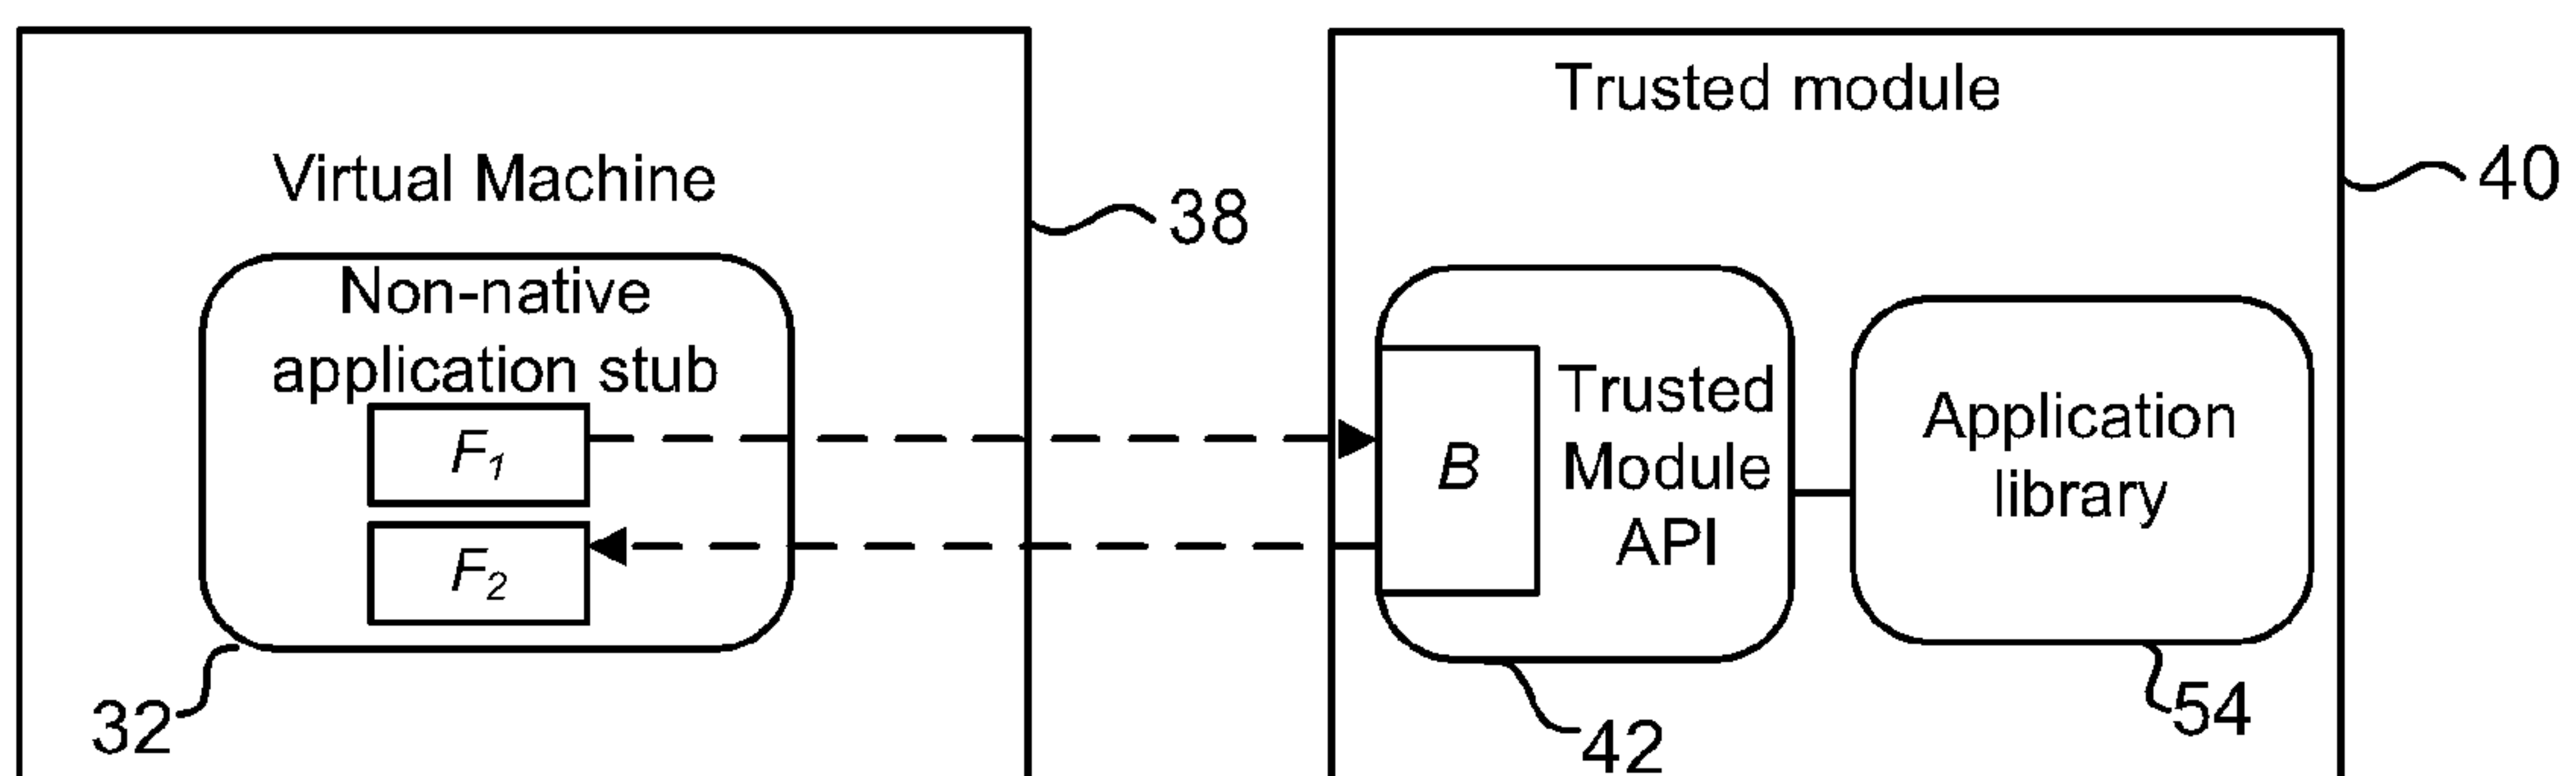 Trusted module
40
Virtual Machine
38
Non-native
application stub
F1
F2
B
Trusted
Module
API
Application
library
32
42
54